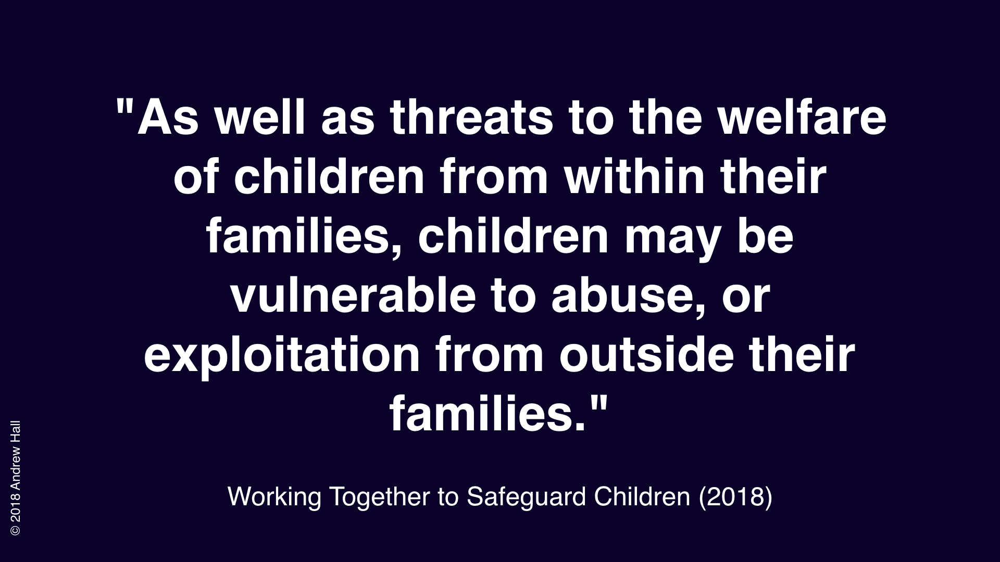 "As well as threats to the welfare
of children from within their
families, children may be
vulnerable to abuse, or
exploitation from outside their
families."
Working Together to Safeguard Children (2018)
© 2018 Andrew Hall